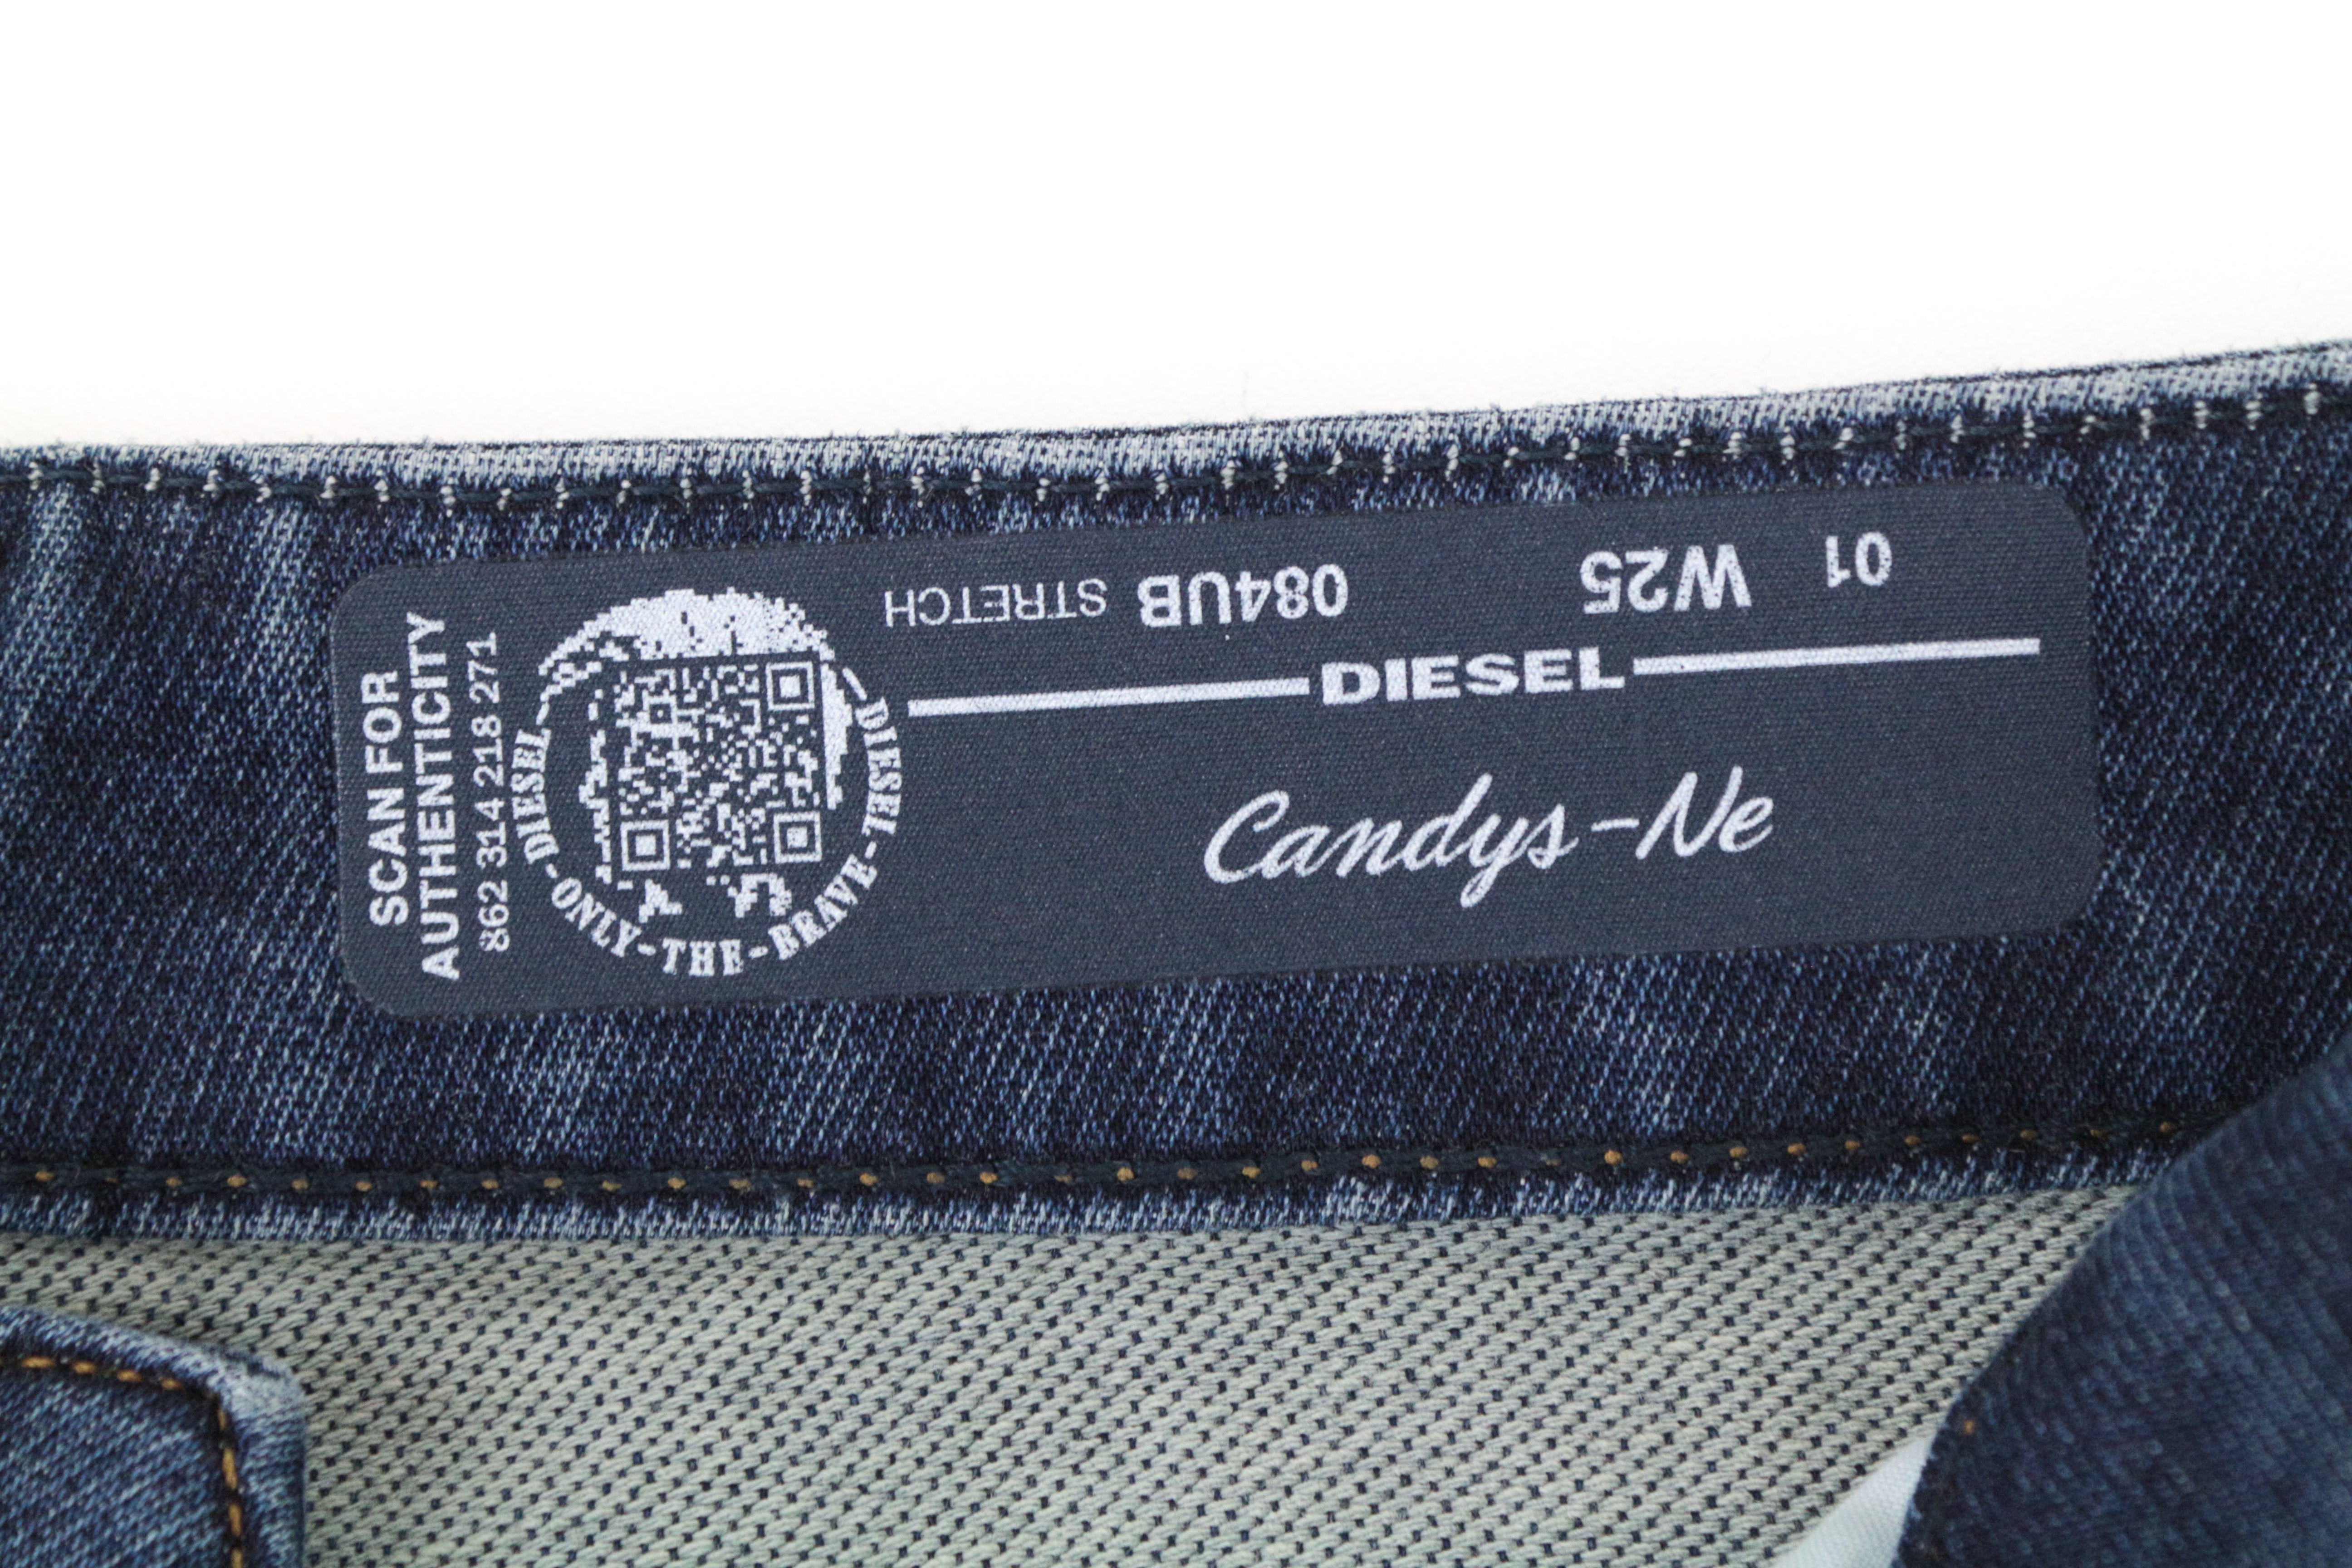 SCAN FOR
AUTHENTICITY
862 314 218 271
DIESEL-ONLY-THE-BRAVE-DIESEL
01 W25 084UB STRETCH
DIESEL
Candys-Ne